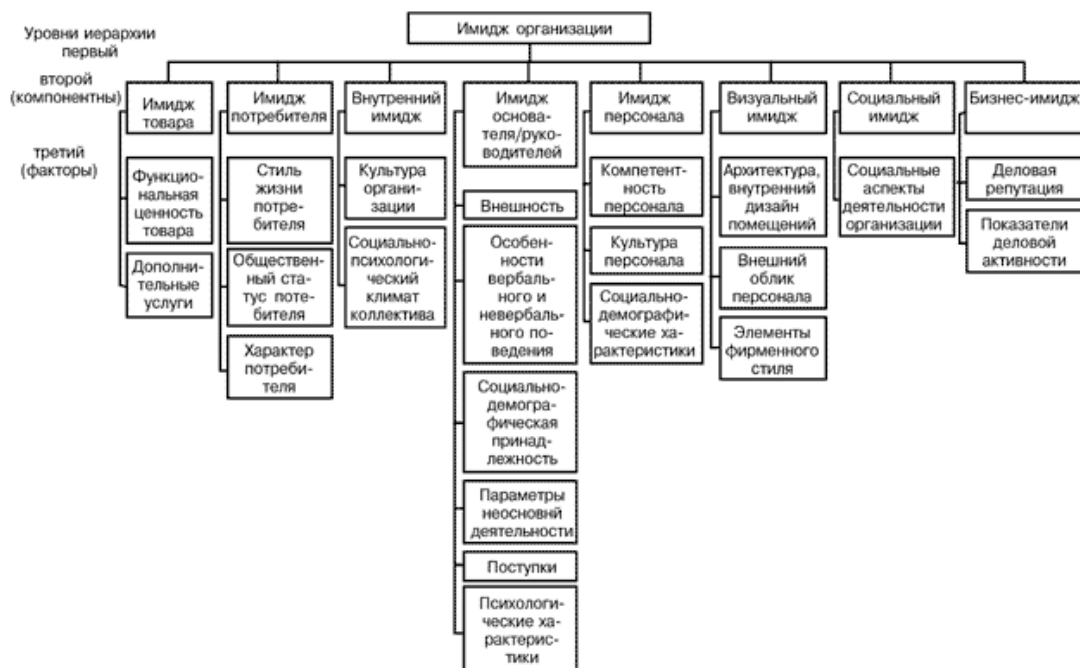 Уровни иерархии
первый
второй
(компонентны)
третий
(факторы)
Имидж организации
Имидж
товара
Функцио-
нальная
ценность
товара
Дополни-
тельные
услуги
Имидж
потребителя
Стиль
жизни
потре-
бителя
Обществен-
ный ста-
тус поте-
бителя
Характер
потреби-
теля
Внутренний
имидж
Культура
органи-
зации
Социально-
психоло-
гический
климат
коллектива
Имидж
основа-
теля/руко-
водителей
Внешность
Особен-
ности
вербаль-
ного и
невербаль-
ного по-
ведения
Социально-
демогра-
фическая
принад-
лежность
Параметры
неосновнй
деятельности
Поступки
Психологи-
ческие ха-
рактерис-
тики
Имидж
персонала
Компетент-
ность
персонала
Культура
персонала
Социально-
демографи-
ческие ха-
рактеристики
Визуальный
имидж
Архитектура,
внутренний
дизайн
помещений
Внешний
облик
персонала
Элементы
фирменного
стиля
Социальный
имидж
Социальные
аспекты
деятельности
организации
Бизнес-имидж
Деловая
репутация
Показатели
деловой
активности